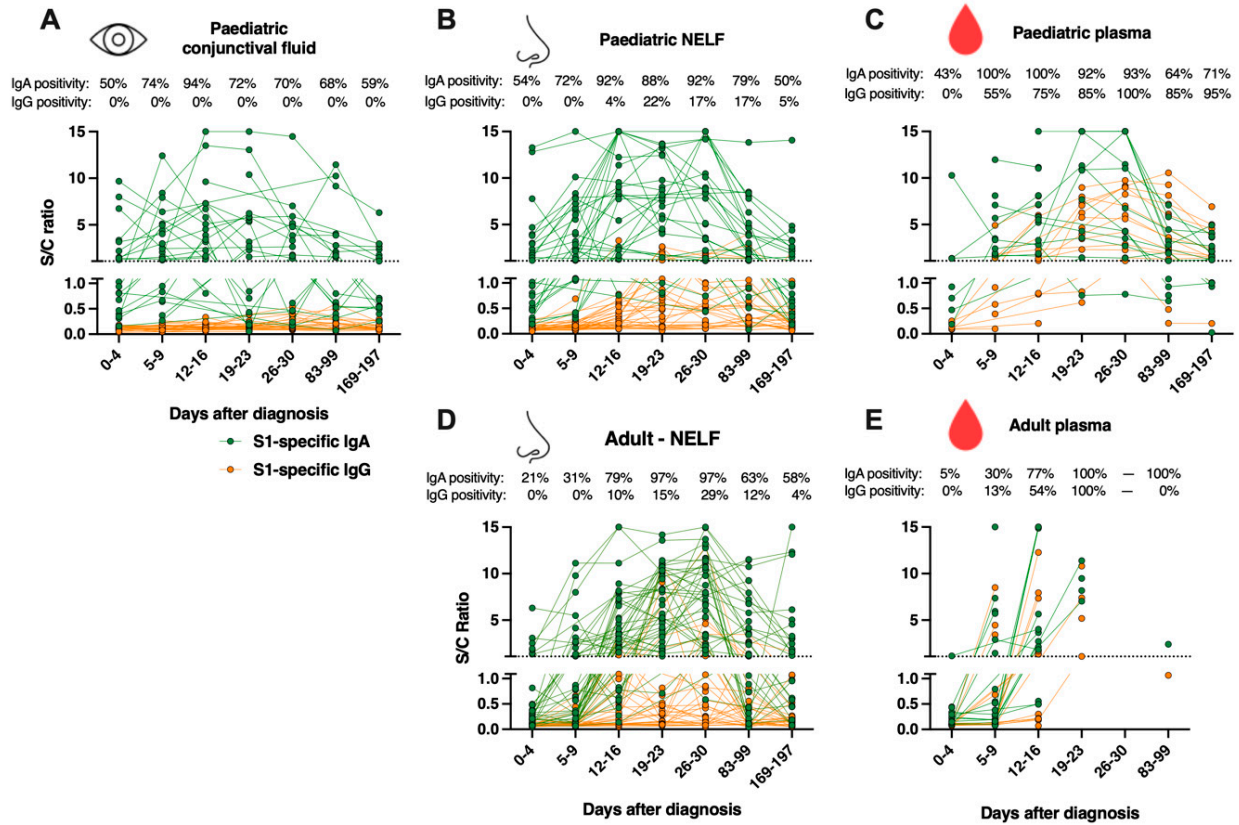 A
Paediatric
conjunctival fluid
IgA positivity: 50% 74% 94% 72% 70% 68% 59%
IgG positivity: 0% 0% 0% 0% 0% 0% 0%
S/C ratio
15
10
5
1.0
0.5
0.0
0-4 5-9 12-16 19-23 26-30 83-99 169-197
Days after diagnosis
S1-specific IgA
S1-specific IgG
B
Paediatric NELF
IgA positivity: 54% 72% 92% 88% 92% 79% 50%
IgG positivity: 0% 0% 4% 22% 17% 17% 5%
15
10
5
1.0
0.5
0.0
0-4 5-9 12-16 19-23 26-30 83-99 169-197
C
Paediatric plasma
IgA positivity: 43% 100% 100% 92% 93% 64% 71%
IgG positivity: 0% 55% 75% 85% 100% 85% 95%
15
10
5
1.0
0.5
0.0
0-4 5-9 12-16 19-23 26-30 83-99 169-197
D
Adult - NELF
IgA positivity: 21% 31% 79% 97% 97% 63% 58%
IgG positivity: 0% 0% 10% 15% 29% 12% 4%
S/C Ratio
15
10
5
1.0
0.5
0.0
0-4 5-9 12-16 19-23 26-30 83-99 169-197
Days after diagnosis
E
Adult plasma
IgA positivity: 5% 30% 77% 100% — 100%
IgG positivity: 0% 13% 54% 100% — 0%
15
10
5
1.0
0.5
0.0
0-4 5-9 12-16 19-23 26-30 83-99
Days after diagnosis